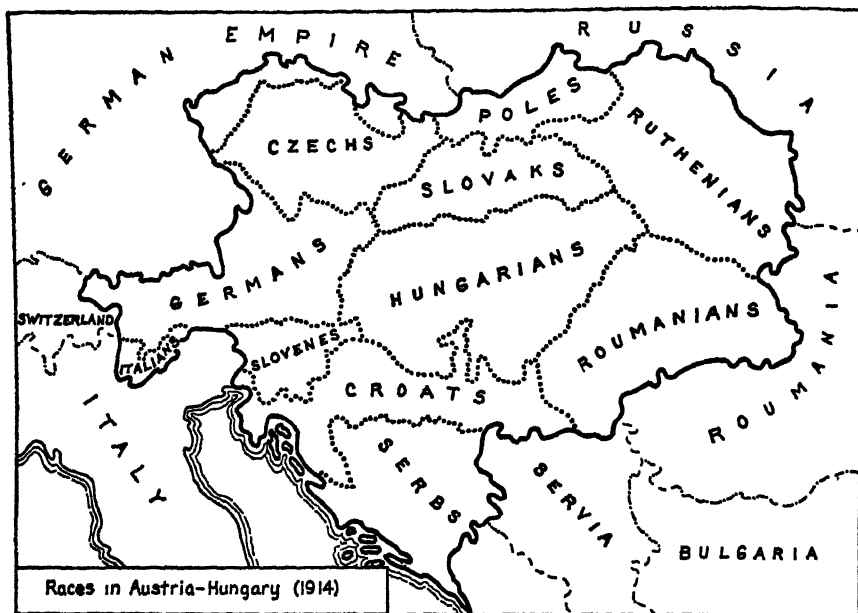 GERMAN EMPIRE
RUSSIA
POLES
CZECHS
RUTHENIANS
SLOVAKS
GERMANS
HUNGARIANS
SWITZERLAND
ITALIANS
SLOVENES
ROUMANIANS
ROUMANIA
CROATS
ITALY
SERBS
SERVIA
BULGARIA
Races in Austria-Hungary (1914)